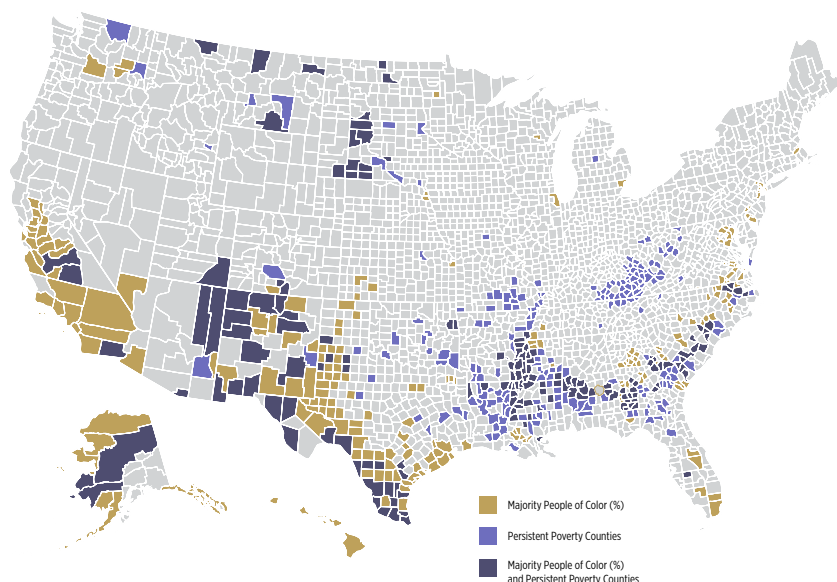 Majority People of Color (%)
Persistent Poverty Counties
Majority People of Color (%)
and Persistent Poverty Counties